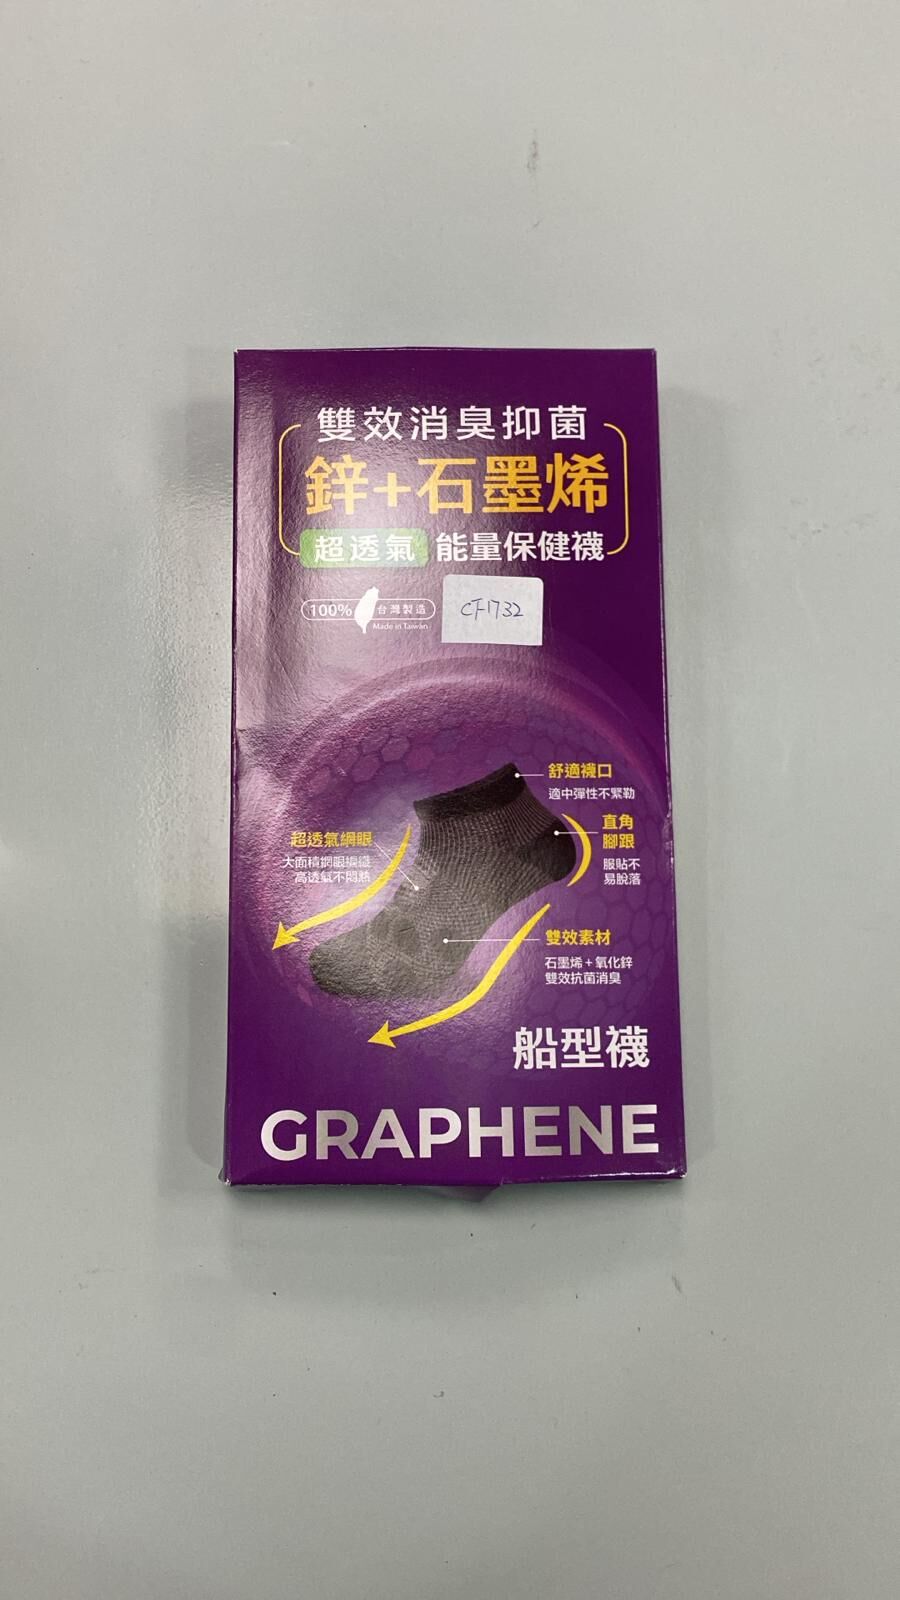 雙效消臭抑菌
鋅+石墨烯
超透氣 能量保健襪
100% 台灣製造
Made in Taiwan
CF1732
舒適襪口
適中彈性不緊勒
直角
腳跟
服貼不
易脫落
超透氣網眼
大面積網眼編織
高透氣不悶熱
雙效素材
石墨烯+氧化鋅
雙效抗菌消臭
船型襪
GRAPHENE